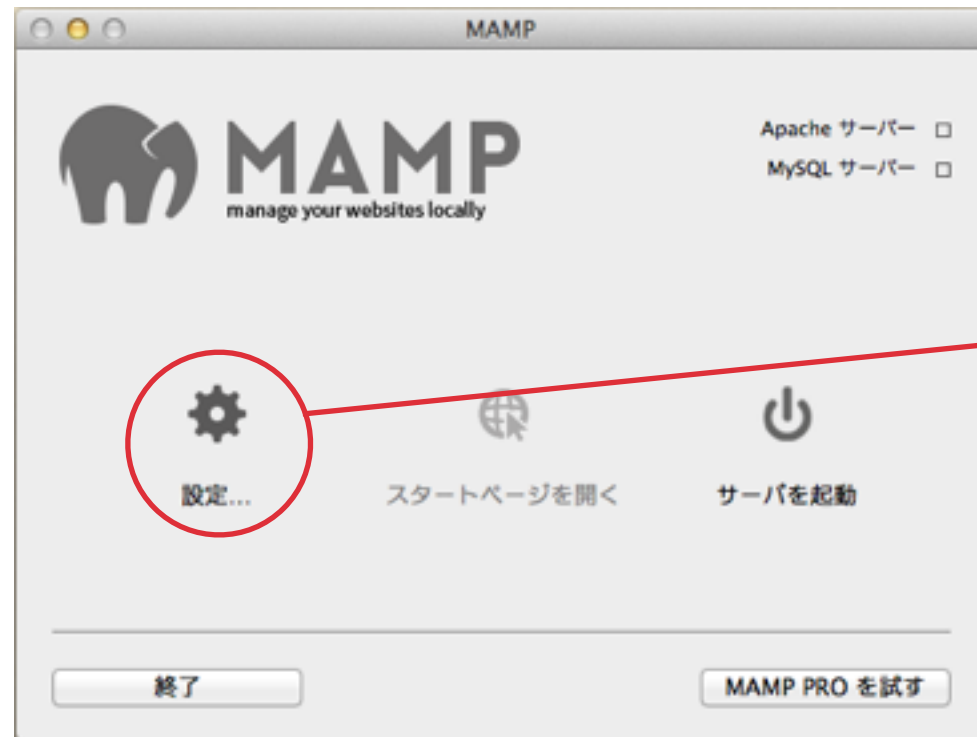 MAMP
MAMP
manage your websites locally
Apache サーバー
MySQL サーバー
設定...
スタートページを開く
サーバを起動
終了
MAMP PRO を試す